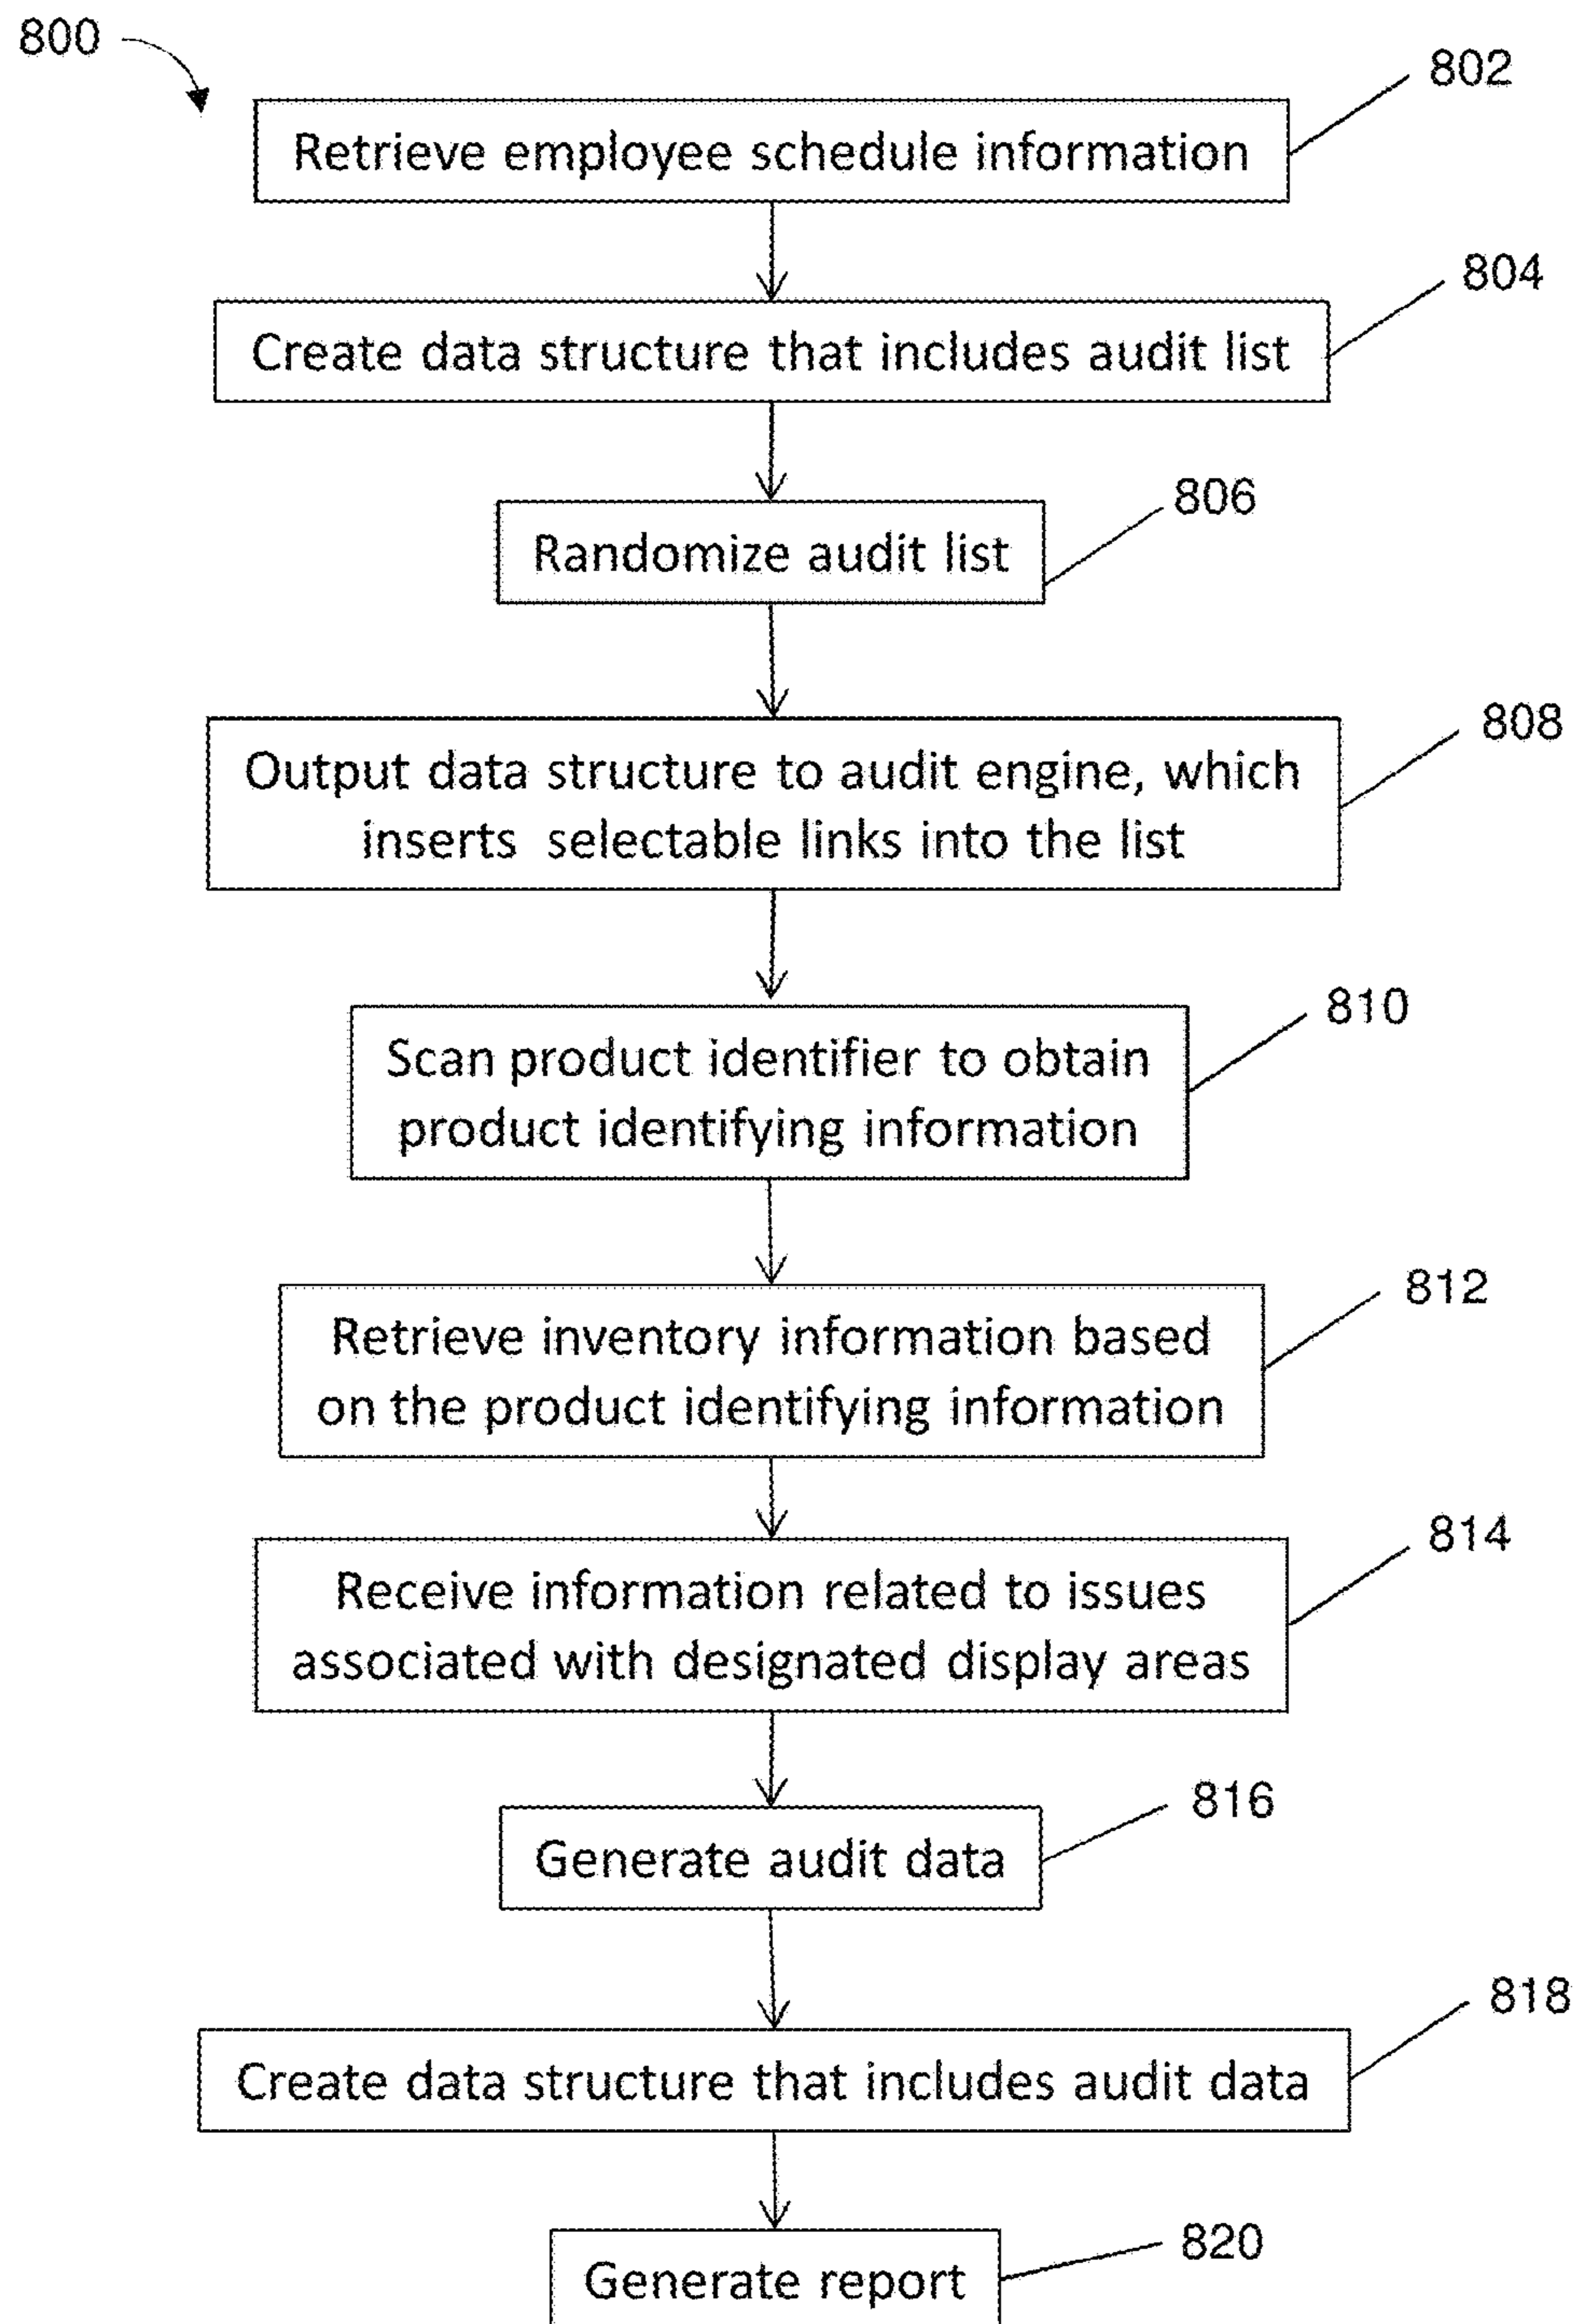 800
802
Retrieve employee schedule information
804
Create data structure that includes audit list
806
Randomize audit list
808
Output data structure to audit engine, which
inserts selectable links into the list
810
Scan product identifier to obtain
product identifying information
812
Retrieve inventory information based
on the product identifying information
814
Receive information related to issues
associated with designated display areas
816
Generate audit data
818
Create data structure that includes audit data
820
Generate report